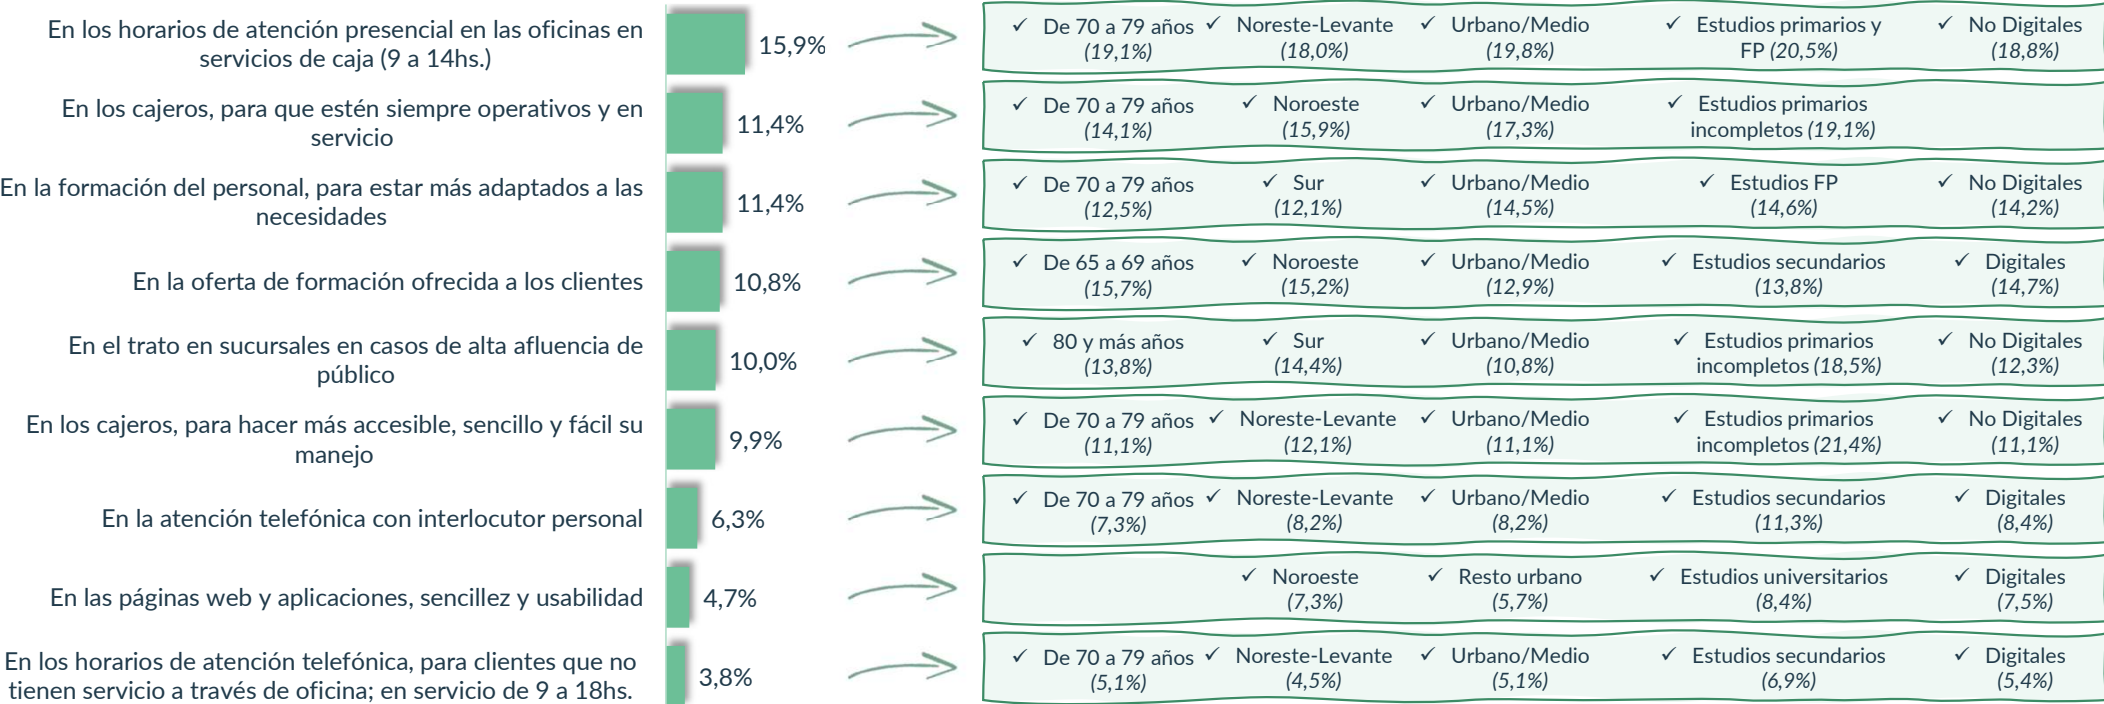 En los horarios de atención presencial en las oficinas en
servicios de caja (9 a 14hs.)
15,9%
✓ De 70 a 79 años ✓ Noreste-Levante ✓ Urbano/Medio ✓ Estudios primarios y ✓ No Digitales
(19,1%) (18,0%) (19,8%) FP (20,5%) (18,8%)
En los cajeros, para que estén siempre operativos y en
servicio
11,4%
✓ De 70 a 79 años ✓ Noroeste ✓ Urbano/Medio ✓ Estudios primarios
(14,1%) (15,9%) (17,3%) incompletos (19,1%)
En la formación del personal, para estar más adaptados a las
necesidades
11,4%
✓ De 70 a 79 años ✓ Sur ✓ Urbano/Medio ✓ Estudios FP ✓ No Digitales
(12,5%) (12,1%) (14,5%) (14,6%) (14,2%)
En la oferta de formación ofrecida a los clientes
10,8%
✓ De 65 a 69 años ✓ Noroeste ✓ Urbano/Medio ✓ Estudios secundarios ✓ Digitales
(15,7%) (15,2%) (12,9%) (13,8%) (14,7%)
En el trato en sucursales en casos de alta afluencia de
público
10,0%
✓ 80 y más años ✓ Sur ✓ Urbano/Medio ✓ Estudios primarios ✓ No Digitales
(13,8%) (14,4%) (10,8%) incompletos (18,5%) (12,3%)
En los cajeros, para hacer más accesible, sencillo y fácil su
manejo
9,9%
✓ De 70 a 79 años ✓ Noreste-Levante ✓ Urbano/Medio ✓ Estudios primarios ✓ No Digitales
(11,1%) (12,1%) (11,1%) incompletos (21,4%) (11,1%)
En la atención telefónica con interlocutor personal
6,3%
✓ De 70 a 79 años ✓ Noreste-Levante ✓ Urbano/Medio ✓ Estudios secundarios ✓ Digitales
(7,3%) (8,2%) (8,2%) (11,3%) (8,4%)
En las páginas web y aplicaciones, sencillez y usabilidad
4,7%
✓ Noroeste ✓ Resto urbano ✓ Estudios universitarios ✓ Digitales
(7,3%) (5,7%) (8,4%) (7,5%)
En los horarios de atención telefónica, para clientes que no
tienen servicio a través de oficina; en servicio de 9 a 18hs.
3,8%
✓ De 70 a 79 años ✓ Noreste-Levante ✓ Urbano/Medio ✓ Estudios secundarios ✓ Digitales
(5,1%) (4,5%) (5,1%) (6,9%) (5,4%)